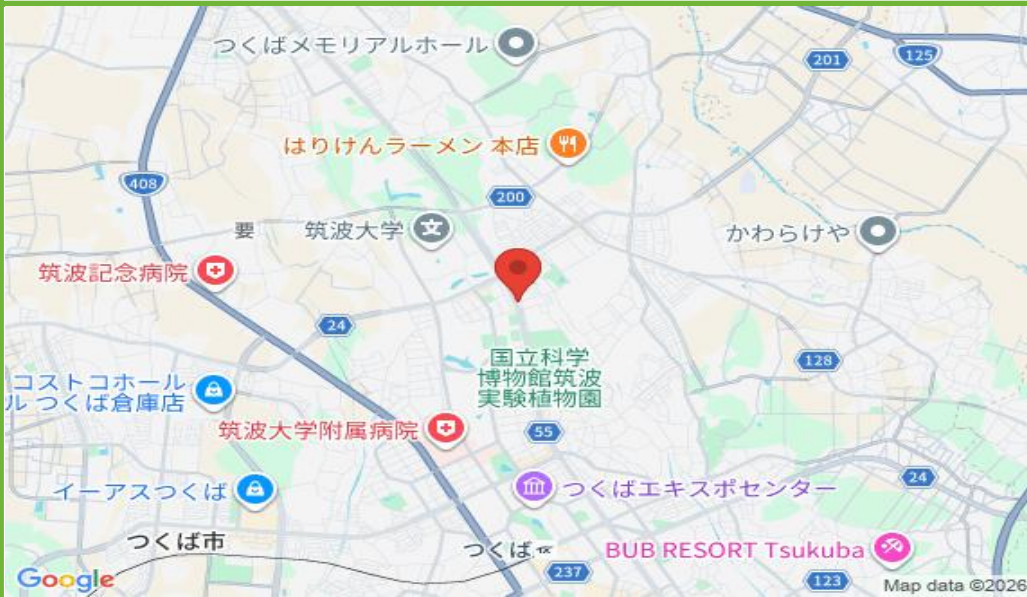 つくばメモリアルホール
201
125
はりけんラーメン 本店
408
200
要
筑波大学
かわらけや
筑波記念病院
24
国立科学
博物館筑波
実験植物園
128
コストコホール
ル つくば倉庫店
筑波大学附属病院
55
24
イーアスつくば
つくばエキスポセンター
つくば市
つくば
BUB RESORT Tsukuba
237
123
Google
Map data ©2026